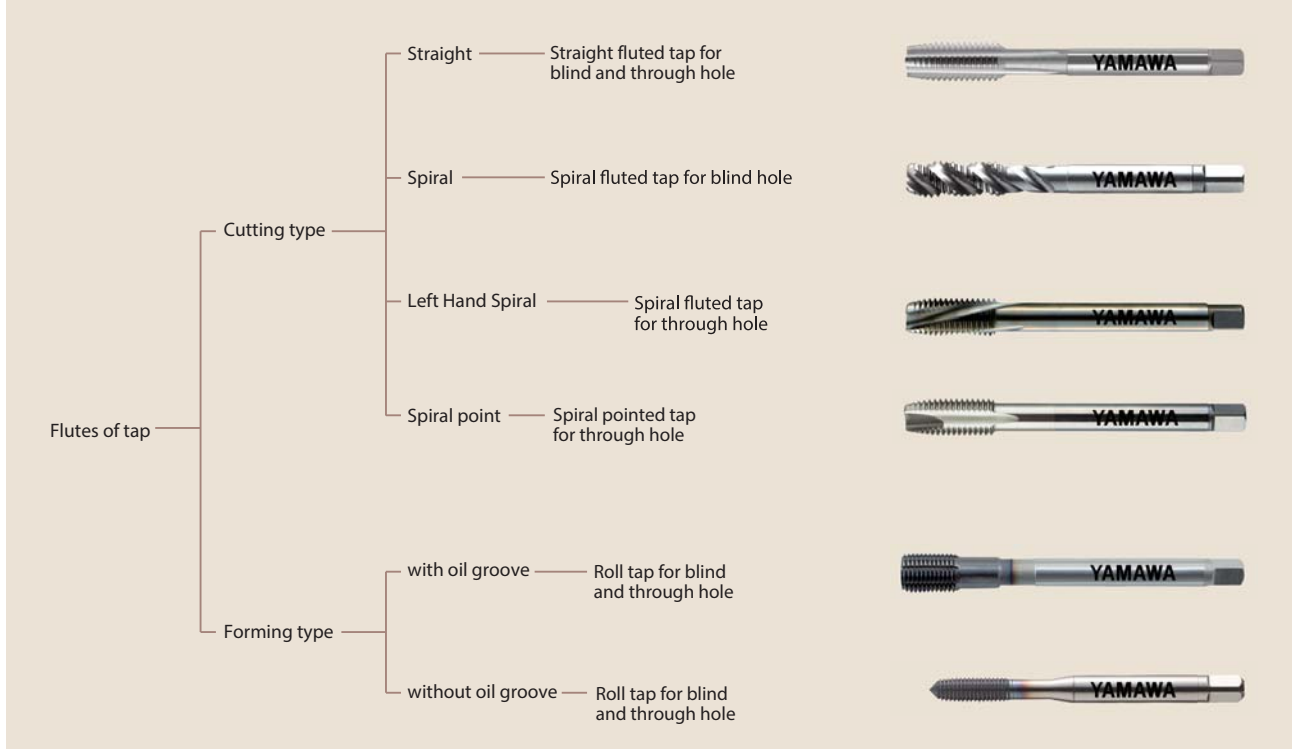 Straight
Straight fluted tap for
blind and through hole
YAMAWA
Spiral
Spiral fluted tap for blind hole
YAMAWA
Cutting type
Left Hand Spiral
Spiral fluted tap
for through hole
YAMAWA
Spiral point
Spiral pointed tap
for through hole
YAMAWA
Flutes of tap
with oil groove
Roll tap for blind
and through hole
YAMAWA
Forming type
without oil groove
Roll tap for blind
and through hole
YAMAWA